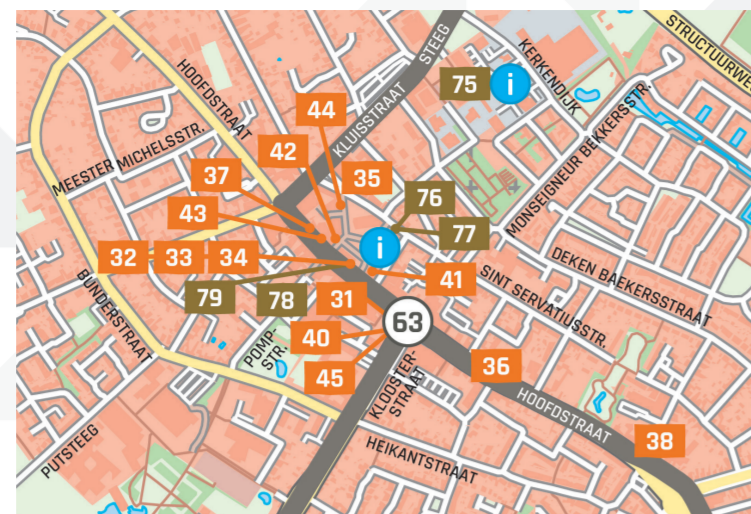 STRUCTUURWE
STEEG
KERKENDIJK
HOOFDSTRAAT
75
i
KLUISSTRAAT
MONSEIGNEUR BEKKERSSTR.
44
MEESTER MICHELSSTR.
42
37
35
76
43
77
i
32
33
34
41
DEKEN BAEKERSSTRAAT
SINT SERVATIUSSTR.
BUNDERSTRAAT
79
78
31
63
POMP-
STR.
40
45
36
KLOOSTER-
STRAAT
HOOFDSTRAAT
38
HEIKANTSTRAAT
PUTSTEEG